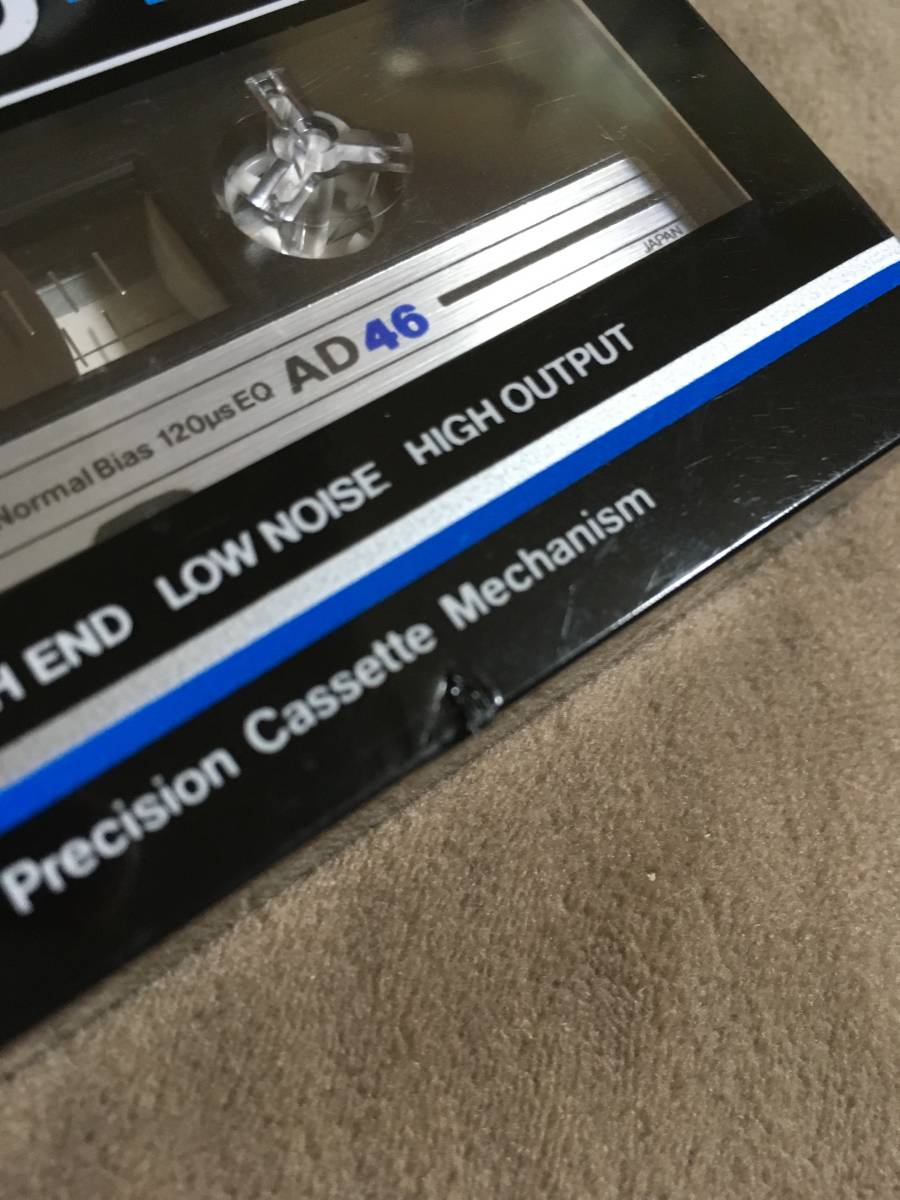 JAPAN
Normal Bias 120µs EQ AD46
H END LOW NOISE HIGH OUTPUT
Precision Cassette Mechanism